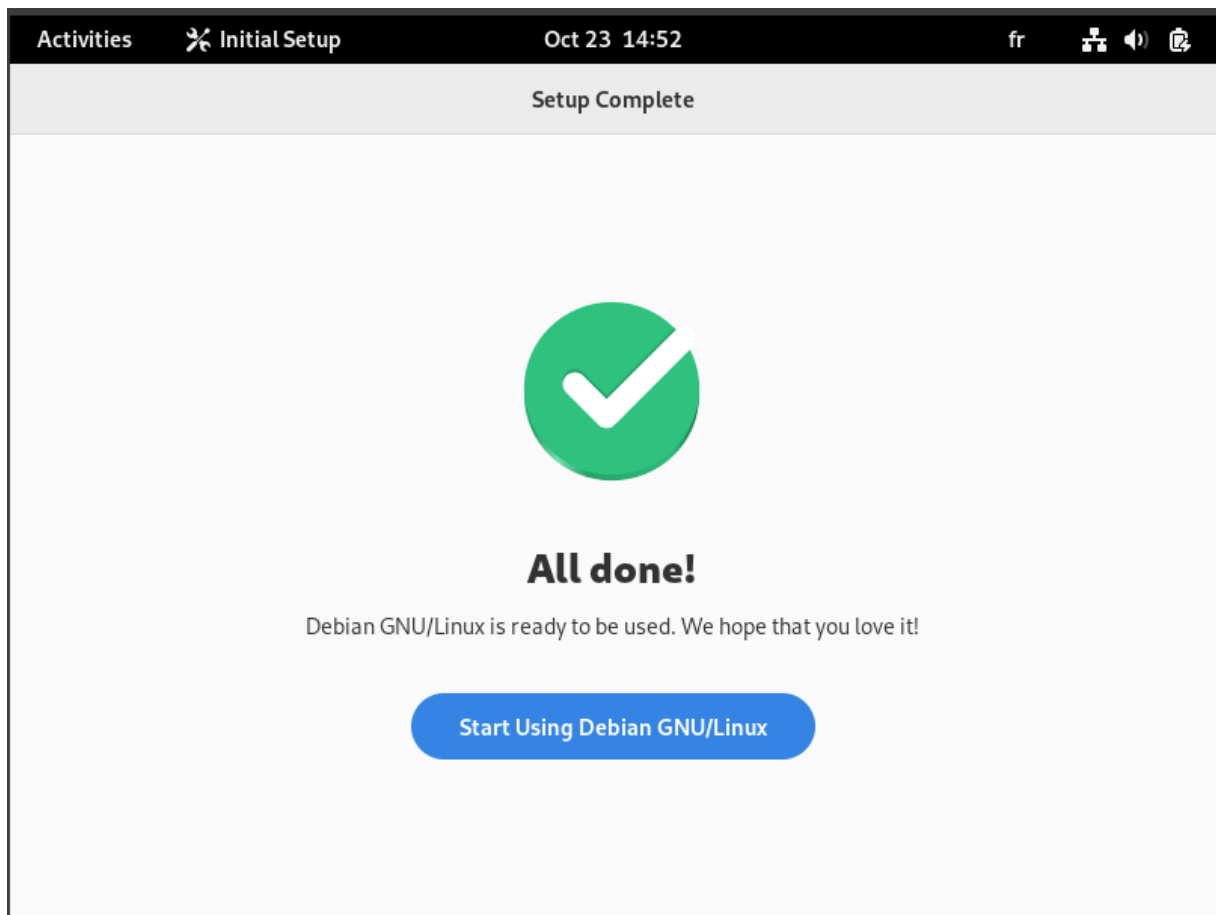 Activities Initial Setup Oct 23 14:52 fr
Setup Complete
All done!
Debian GNU/Linux is ready to be used. We hope that you love it!
Start Using Debian GNU/Linux